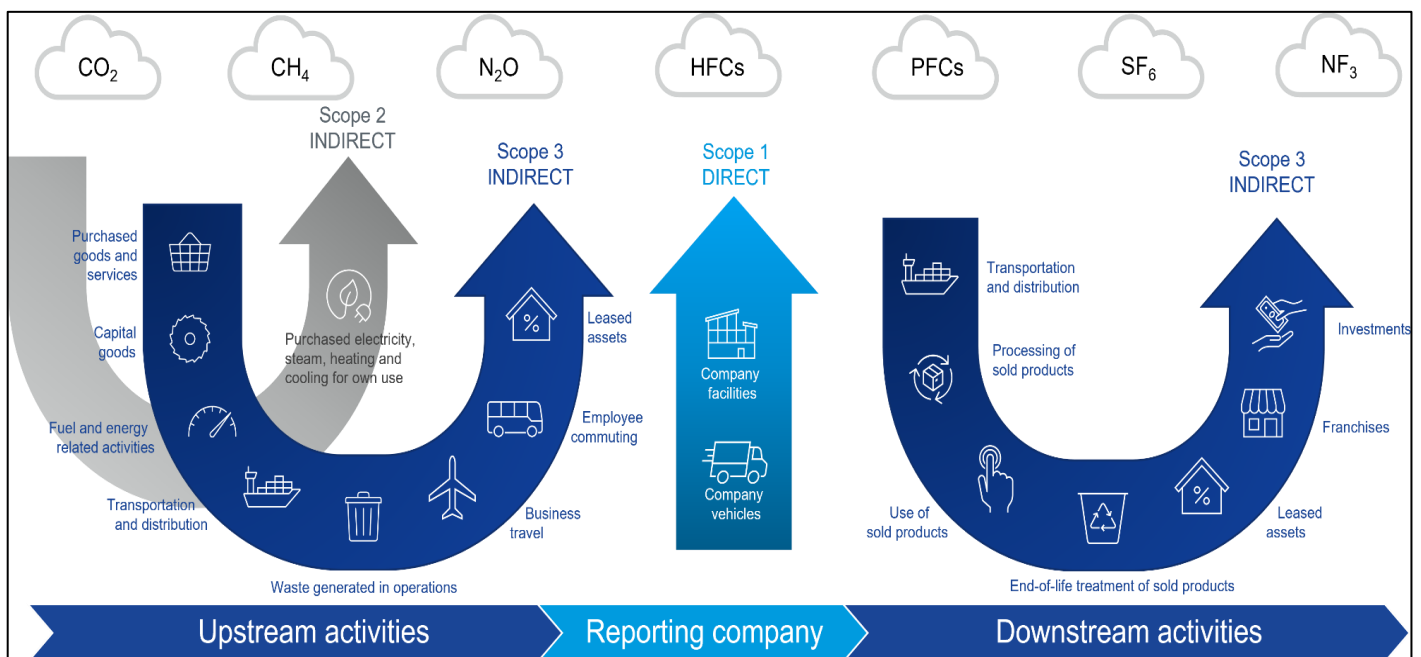 CO₂
CH₄
N₂O
HFCs
PFCs
SF₆
NF₃
Scope 2
INDIRECT
Scope 3
INDIRECT
Scope 1
DIRECT
Scope 3
INDIRECT
Purchased
goods and
services
Capital
goods
Fuel and energy
related activities
Transportation
and distribution
Waste generated in operations
Business
travel
Employee
commuting
Leased
assets
%
Purchased electricity,
steam, heating and
cooling for own use
Company
facilities
Company
vehicles
Transportation
and distribution
Processing of
sold products
Use of
sold products
End-of-life treatment of sold products
Leased
assets
%
Franchises
Investments
Upstream activities
Reporting company
Downstream activities